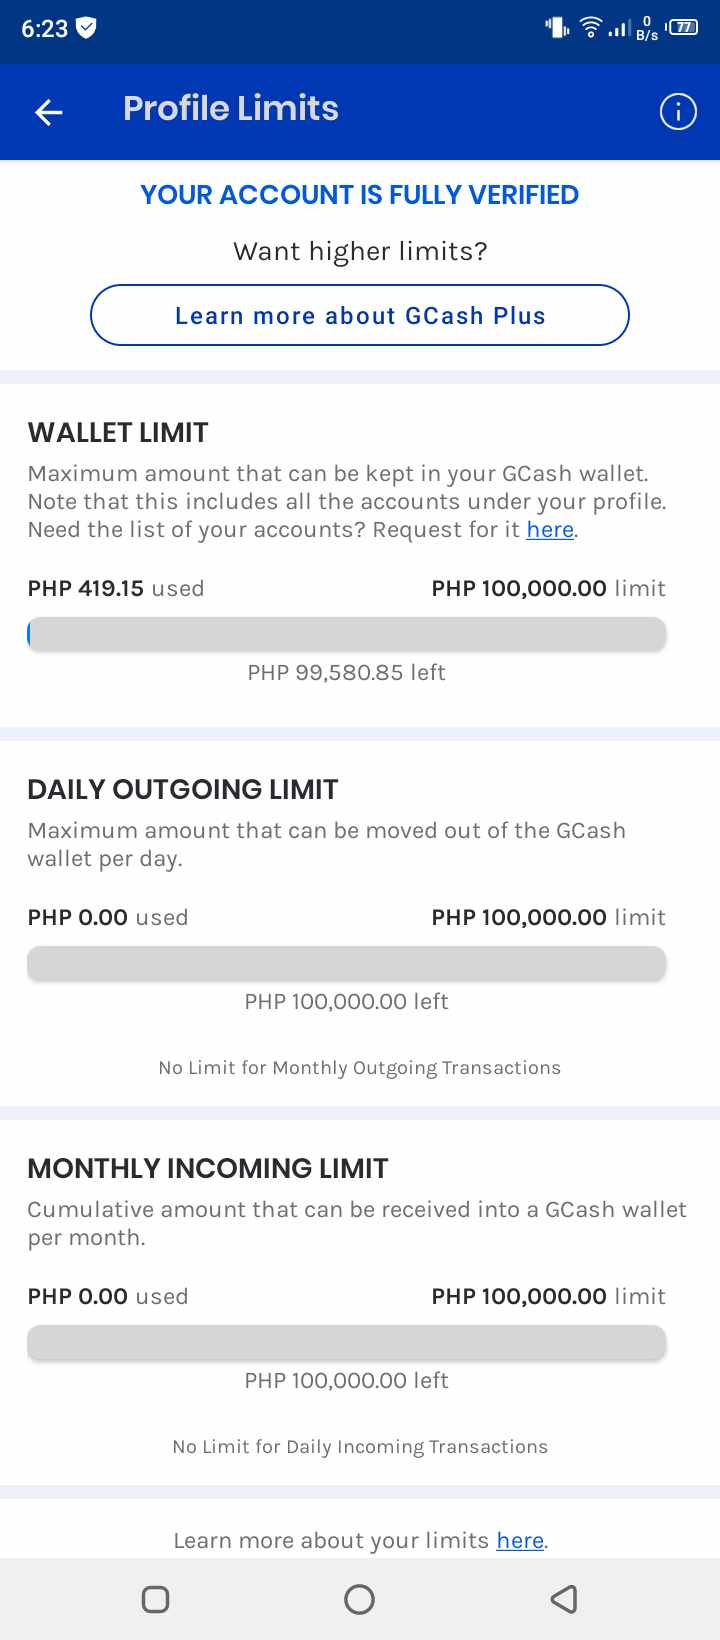 6:23
0
B/s
77
Profile Limits
YOUR ACCOUNT IS FULLY VERIFIED
Want higher limits?
Learn more about GCash Plus
WALLET LIMIT
Maximum amount that can be kept in your GCash wallet.
Note that this includes all the accounts under your profile.
Need the list of your accounts? Request for it here.
PHP 419.15 used PHP 100,000.00 limit
PHP 99,580.85 left
DAILY OUTGOING LIMIT
Maximum amount that can be moved out of the GCash
wallet per day.
PHP 0.00 used PHP 100,000.00 limit
PHP 100,000.00 left
No Limit for Monthly Outgoing Transactions
MONTHLY INCOMING LIMIT
Cumulative amount that can be received into a GCash wallet
per month.
PHP 0.00 used PHP 100,000.00 limit
PHP 100,000.00 left
No Limit for Daily Incoming Transactions
Learn more about your limits here.